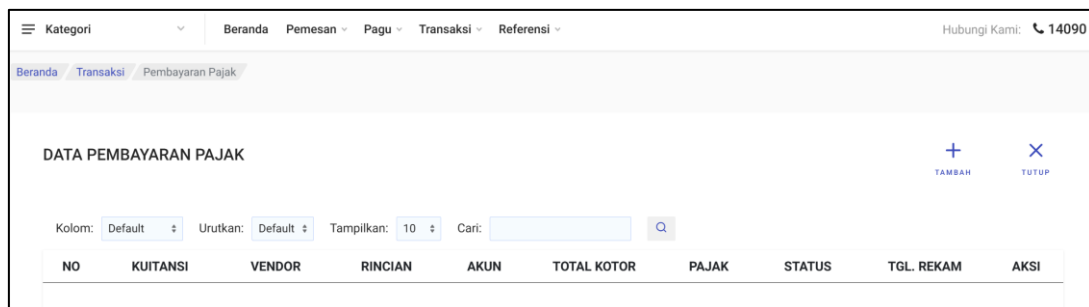 Kategori Beranda Pemesan Pagu Transaksi Referensi Hubungi Kami: 14090
Beranda Transaksi Pembayaran Pajak
DATA PEMBAYARAN PAJAK
TAMBAH TUTUP
Kolom: Default Urutkan: Default Tampilkan: 10 Cari:
NO KUITANSI VENDOR RINCIAN AKUN TOTAL KOTOR PAJAK STATUS TGL. REKAM AKSI